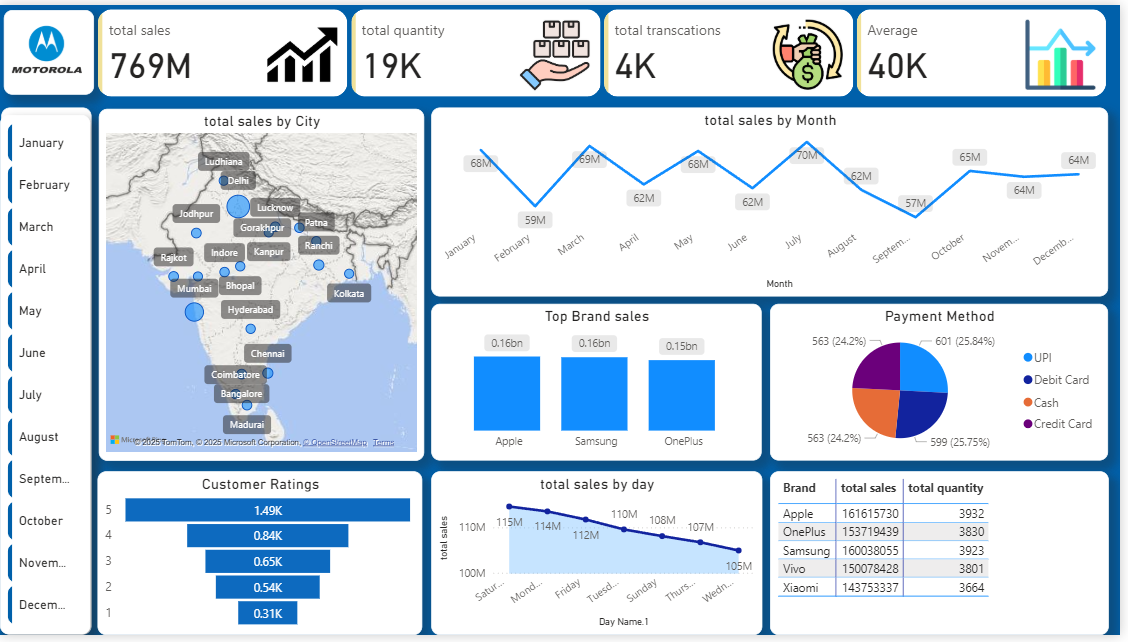 MOTOROLA
total sales
769M
total quantity
19K
total transcations
4K
Average
40K
January
February
March
April
May
June
July
August
Septem...
October
Novem...
Decem...
total sales by City
Ludhiana
Delhi
Jodhpur
Lucknow
Gorakhpur
Patna
Rajkot
Indore
Kanpur
Ranchi
Mumbai
Bhopal
Kolkata
Hyderabad
Chennai
Coimbatore
Bangalore
Madurai
© 2025 TomTom, © 2025 Microsoft Corporation, © OpenStreetMap Terms
total sales by Month
68M
59M
69M
62M
68M
62M
70M
62M
57M
65M
64M
64M
January
February
March
April
May
June
July
August
Septem...
October
Novem...
Decemb...
Month
Top Brand sales
0.16bn
0.16bn
0.15bn
Apple
Samsung
OnePlus
Payment Method
563 (24.2%)
601 (25.84%)
563 (24.2%)
599 (25.75%)
UPI
Debit Card
Cash
Credit Card
Customer Ratings
5
1.49K
4
0.84K
3
0.65K
2
0.54K
1
0.31K
total sales by day
total sales
110M
100M
115M
114M
112M
110M
108M
107M
105M
Satur...
Mond...
Friday
Tuesd...
Sunday
Thurs...
Wedn...
Day Name.1
Brand total sales total quantity
Apple 161615730 3932
OnePlus 153719439 3830
Samsung 160038055 3923
Vivo 150078428 3801
Xiaomi 143753337 3664